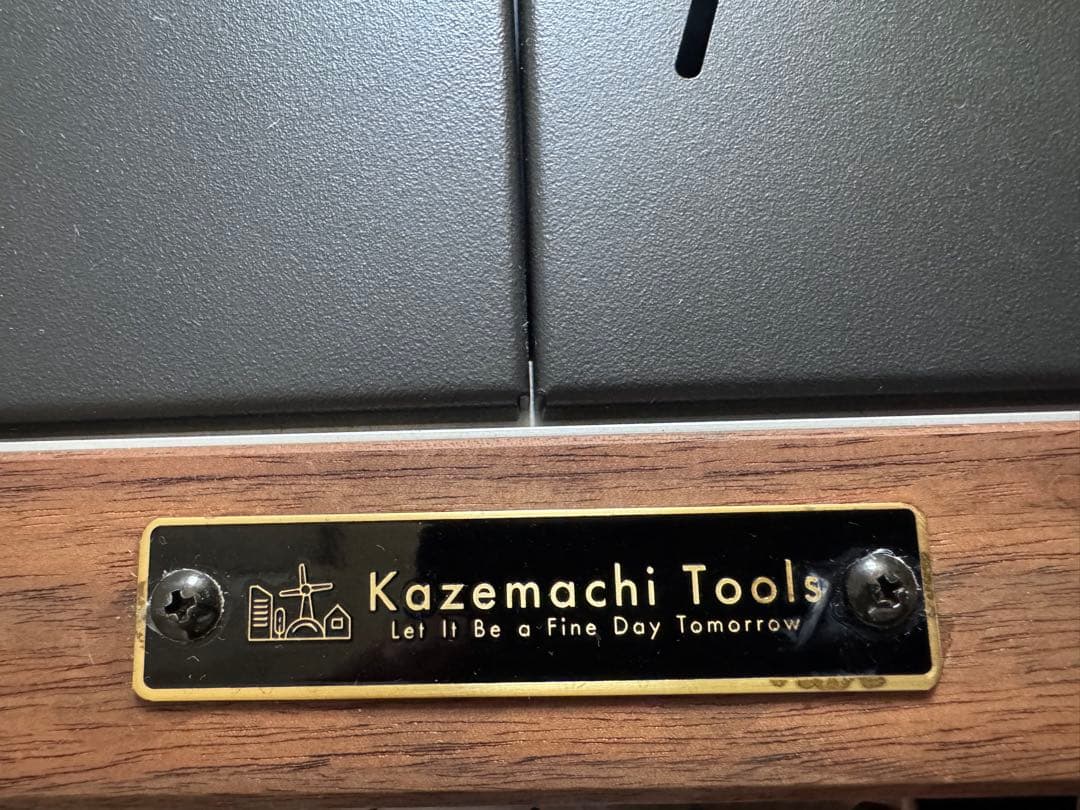 Kazemachi Tools
Let It Be a Fine Day Tomorrow